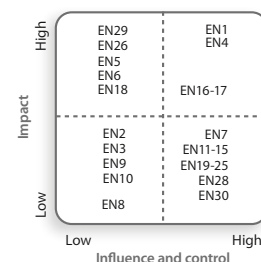 High
Impact
Low
EN29
EN26
EN5
EN6
EN18
EN1
EN4
EN16-17
EN2
EN3
EN9
EN10
EN8
EN7
EN11-15
EN19-25
EN28
EN30
Low
High
Influence and control